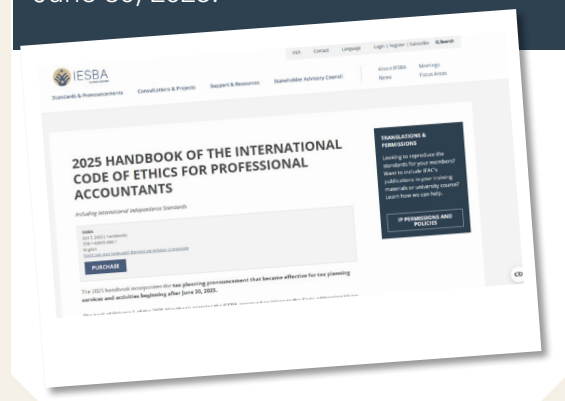 June 30, 2025.
FAQ Contact Language Login | Register | Subscribe Search
IESBA
Standards & Pronouncements Consultations & Projects Support & Resources Stakeholder Advisory Council About IESBA Meetings
News Focus Areas
2025 HANDBOOK OF THE INTERNATIONAL
CODE OF ETHICS FOR PROFESSIONAL
ACCOUNTANTS
Including International Independence Standards
IESBA
English
PURCHASE
TRANSLATIONS &
PERMISSIONS
Looking to reproduce the
standards for your members?
Want to include IFAC's
publications in your training
materials or university course?
Learn how we can help.
IP PERMISSIONS AND
POLICIES
The 2025 handbook incorporates the tax planning pronouncement that became effective for tax planning
services and activities beginning after June 30, 2025.